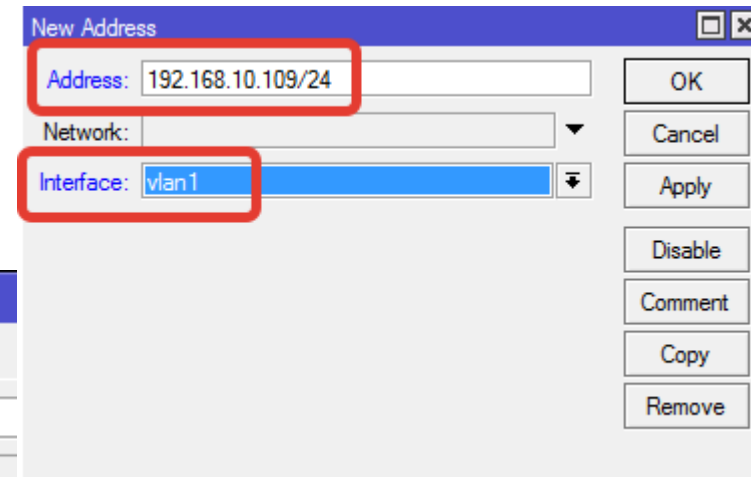 New Address
Address: 192.168.10.109/24
OK
Network:
Cancel
Interface: vlan1
Apply
Disable
Comment
Copy
Remove